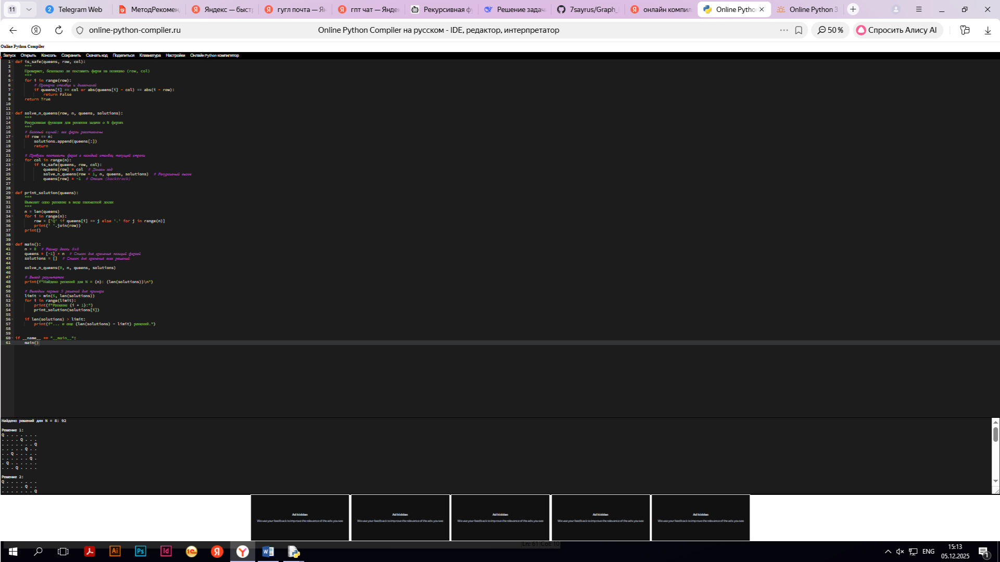 11
2 Telegram Web
МетодРекомен
Яндекс — быст
гугл почта — Ян
гпт чат — Янде
Рекурсивная ф
Решение задач
7sayrus/Graph_
онлайн компил
Online Pytho
Online Python 3
online-python-compiler.ru
Online Python Compiler на русском - IDE, редактор, интерпретатор
50 %
Спросить Алису AI
Online Python Compiler
Запуск Открыть Консоль Сохранить Скачать код Поделиться Клавиатура Настройки Онлайн Python компилятор
1 def is_safe(queens, row, col):
2 """
3 Проверяет, безопасно ли поставить ферзя на позицию (row, col)
4 """
5 for i in range(row):
6 # Проверка столбца и диагоналей
7 if queens[i] == col or abs(queens[i] - col) == abs(i - row):
8 return False
9 return True
10
11
12 def solve_n_queens(row, n, queens, solutions):
13 """
14 Рекурсивная функция для решения задачи о N ферзях
15 """
16 # Базовый случай: все ферзи расставлены
17 if row == n:
18 solutions.append(queens[:])
19 return
20
21 # Пробуем поставить ферзя в каждый столбец текущей строки
22 for col in range(n):
23 if is_safe(queens, row, col):
24 queens[row] = col # Делаем ход
25 solve_n_queens(row + 1, n, queens, solutions) # Рекурсивный вызов
26 queens[row] = -1 # Откат (backtrack)
27
28
29 def print_solution(queens):
30 """
31 Выводит одно решение в виде шахматной доски
32 """
33 n = len(queens)
34 for i in range(n):
35 row = ['Q' if queens[i] == j else '.' for j in range(n)]
36 print(' '.join(row))
37 print()
38
39
40 def main():
41 n = 8 # Размер доски 8x8
42 queens = [-1] * n # Список для хранения позиций ферзей
43 solutions = [] # Список для хранения всех решений
44
45 solve_n_queens(0, n, queens, solutions)
46
47 # Вывод результатов
48 print(f"Найдено решений для N = {n}: {len(solutions)}\n")
49
50 # Выводим первые 5 решений для примера
51 limit = min(5, len(solutions))
52 for i in range(limit):
53 print(f"Решение {i + 1}:")
54 print_solution(solutions[i])
55
56 if len(solutions) > limit:
57 print(f"... и еще {len(solutions) - limit} решений.")
58
59
60 if __name__ == "__main__":
61 main()
Найдено решений для N = 8: 92
Решение 1:
Q . . . . . . .
. . . . Q . . .
. . . . . . . Q
. . . . . Q . .
. . Q . . . . .
. . . . . . Q .
. Q . . . . . .
. . . Q . . . .
Решение 2:
Q . . . . . . .
. . . . . Q . .
. . . . . . . Q
Ad hidden Ad hidden Ad hidden Ad hidden Ad hidden
We use your feedback to improve the relevance of the ads you see We use your feedback to improve the relevance of the ads you see We use your feedback to improve the relevance of the ads you see We use your feedback to improve the relevance of the ads you see We use your feedback to improve the relevance of the ads you see
Ln: 61 Col: 10
Ai
Ps
Id
Я
ENG
15:13
05.12.2025
1